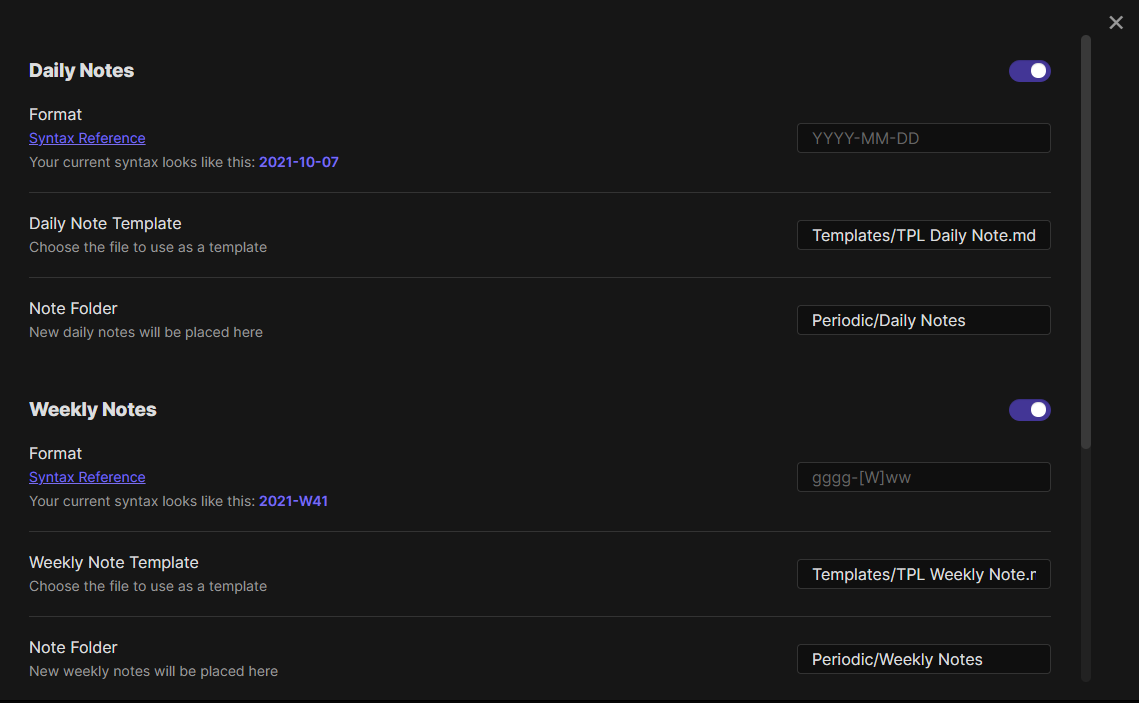 Daily Notes
Format
Syntax Reference
Your current syntax looks like this: 2021-10-07
YYYY-MM-DD
Daily Note Template
Choose the file to use as a template
Templates/TPL Daily Note.md
Note Folder
New daily notes will be placed here
Periodic/Daily Notes
Weekly Notes
Format
Syntax Reference
Your current syntax looks like this: 2021-W41
gggg-[W]ww
Weekly Note Template
Choose the file to use as a template
Templates/TPL Weekly Note.r
Note Folder
New weekly notes will be placed here
Periodic/Weekly Notes